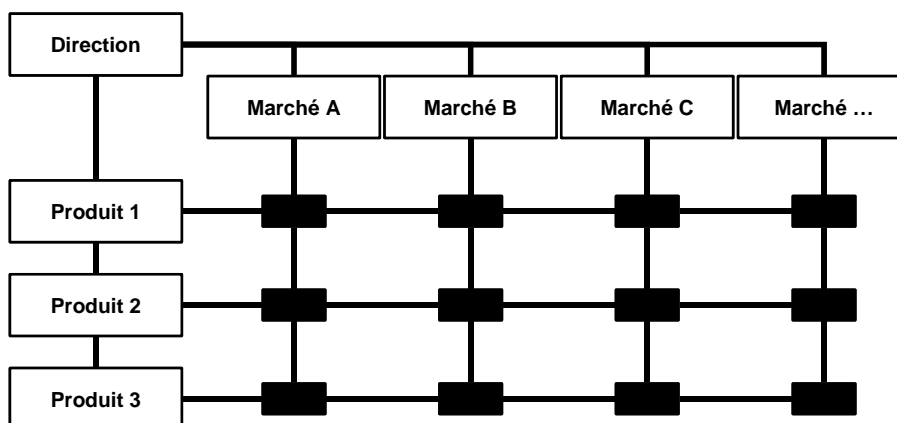 Direction
Marché A
Marché B
Marché C
Marché …
Produit 1
Produit 2
Produit 3